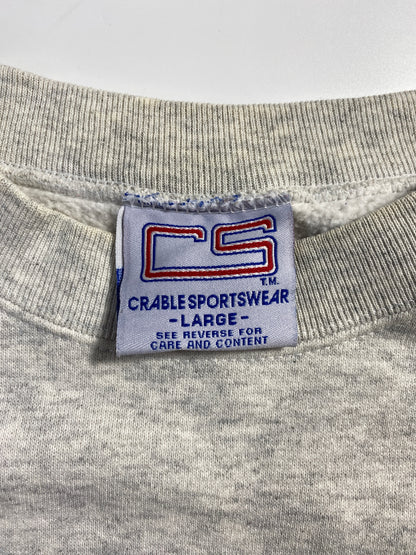 CS
T.M.
CRABLE SPORTSWEAR
-LARGE-
SEE REVERSE FOR
CARE AND CONTENT